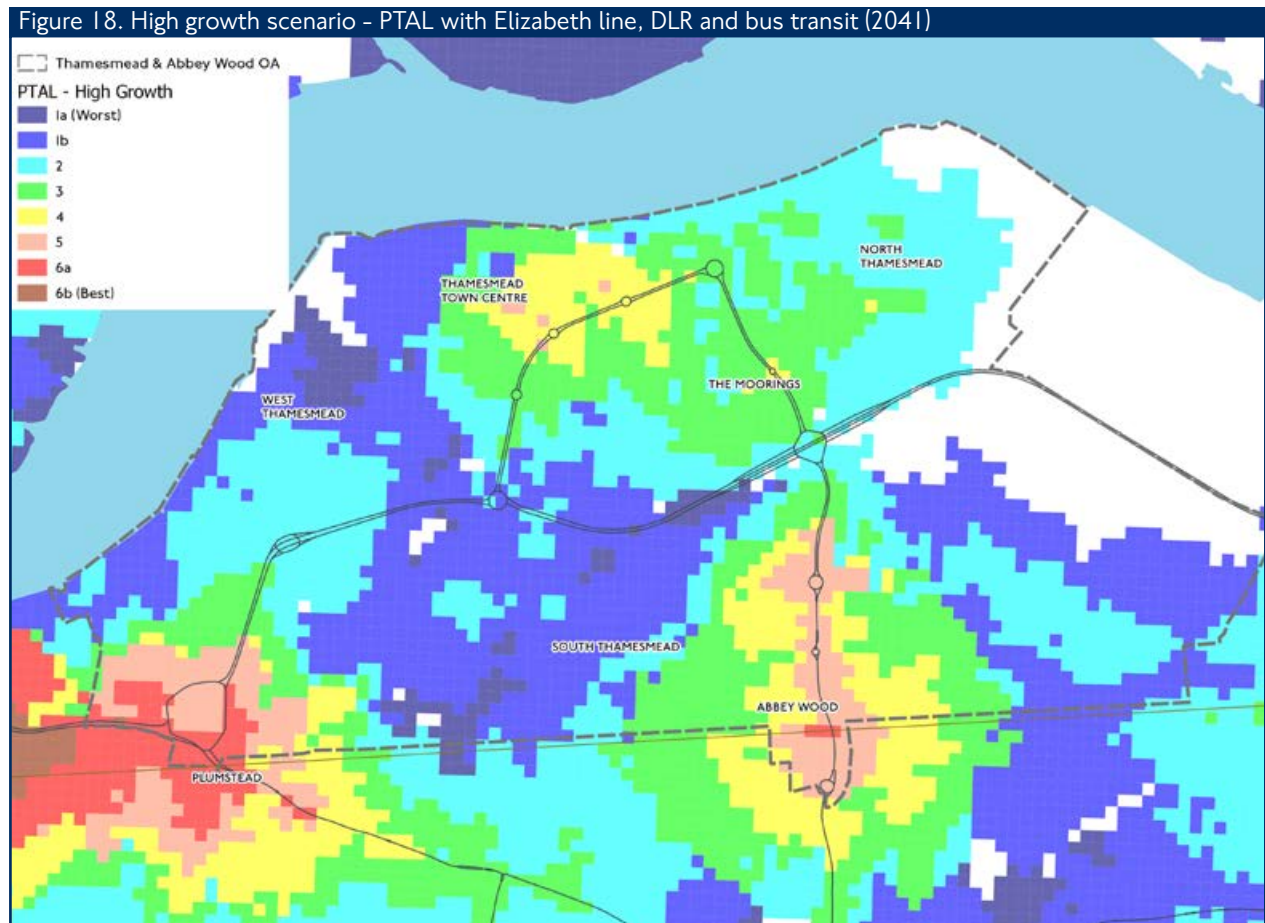 Figure 18. High growth scenario - PTAL with Elizabeth line, DLR and bus transit (2041)
Thamesmead & Abbey Wood OA
PTAL - High Growth
1a (Worst)
1b
2
3
4
5
6a
6b (Best)
NORTH
THAMESMEAD
THAMESMEAD
TOWN CENTRE
THE MOORINGS
WEST
THAMESMEAD
SOUTH THAMESMEAD
ABBEY WOOD
PLUMSTEAD